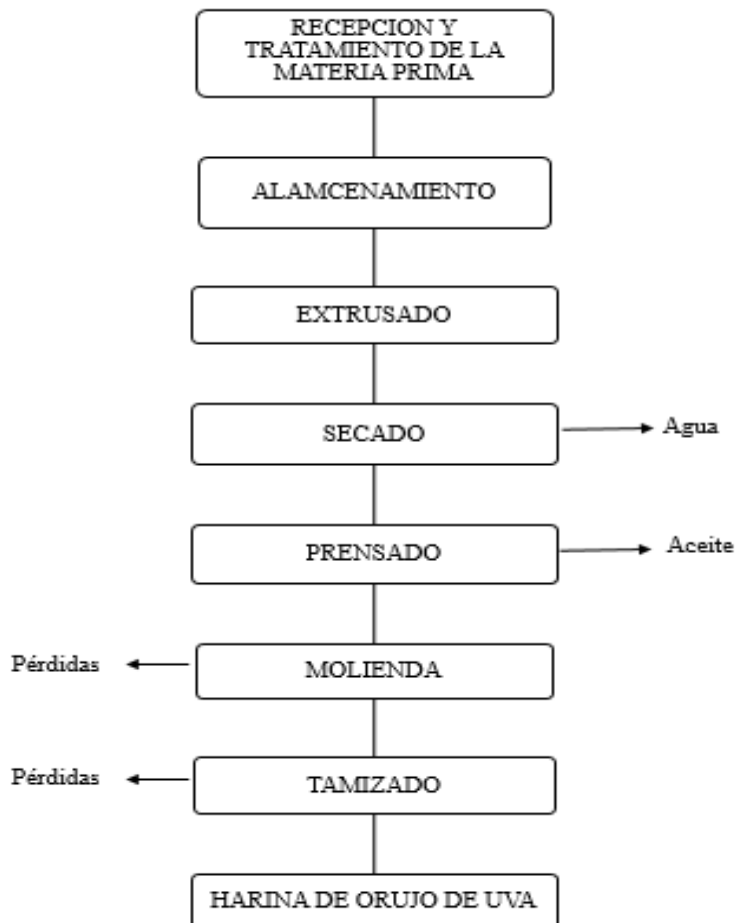 RECEPCION Y
TRATAMIENTO DE LA
MATERIA PRIMA
ALAMCENAMIENTO
EXTRUSADO
SECADO
Agua
PRENSADO
Aceite
Pérdidas
MOLIENDA
Pérdidas
TAMIZADO
HARINA DE ORUJO DE UVA